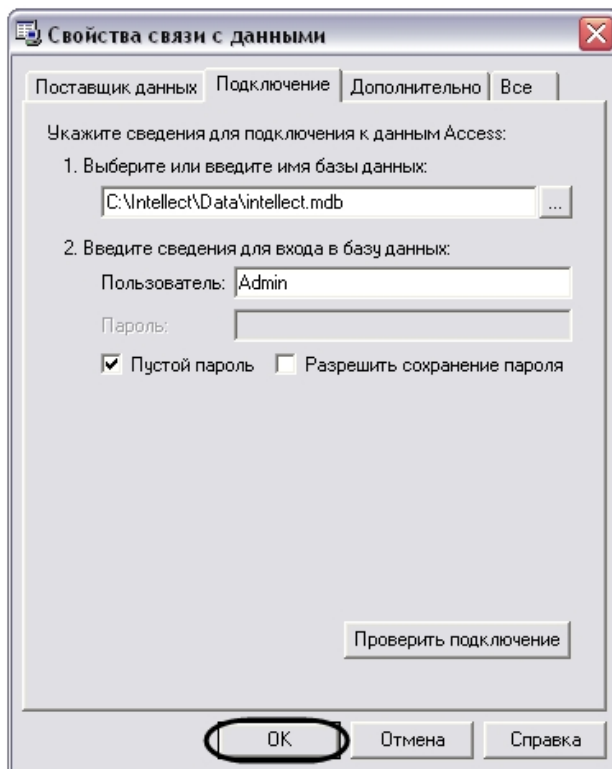 Свойства связи с данными
Поставщик данных Подключение Дополнительно Все
Укажите сведения для подключения к данным Access:
1. Выберите или введите имя базы данных:
C:\Intellect\Data\intellect.mdb ...
2. Введите сведения для входа в базу данных:
Пользователь: Admin
Пароль:
Пустой пароль Разрешить сохранение пароля
Проверить подключение
OK Отмена Справка